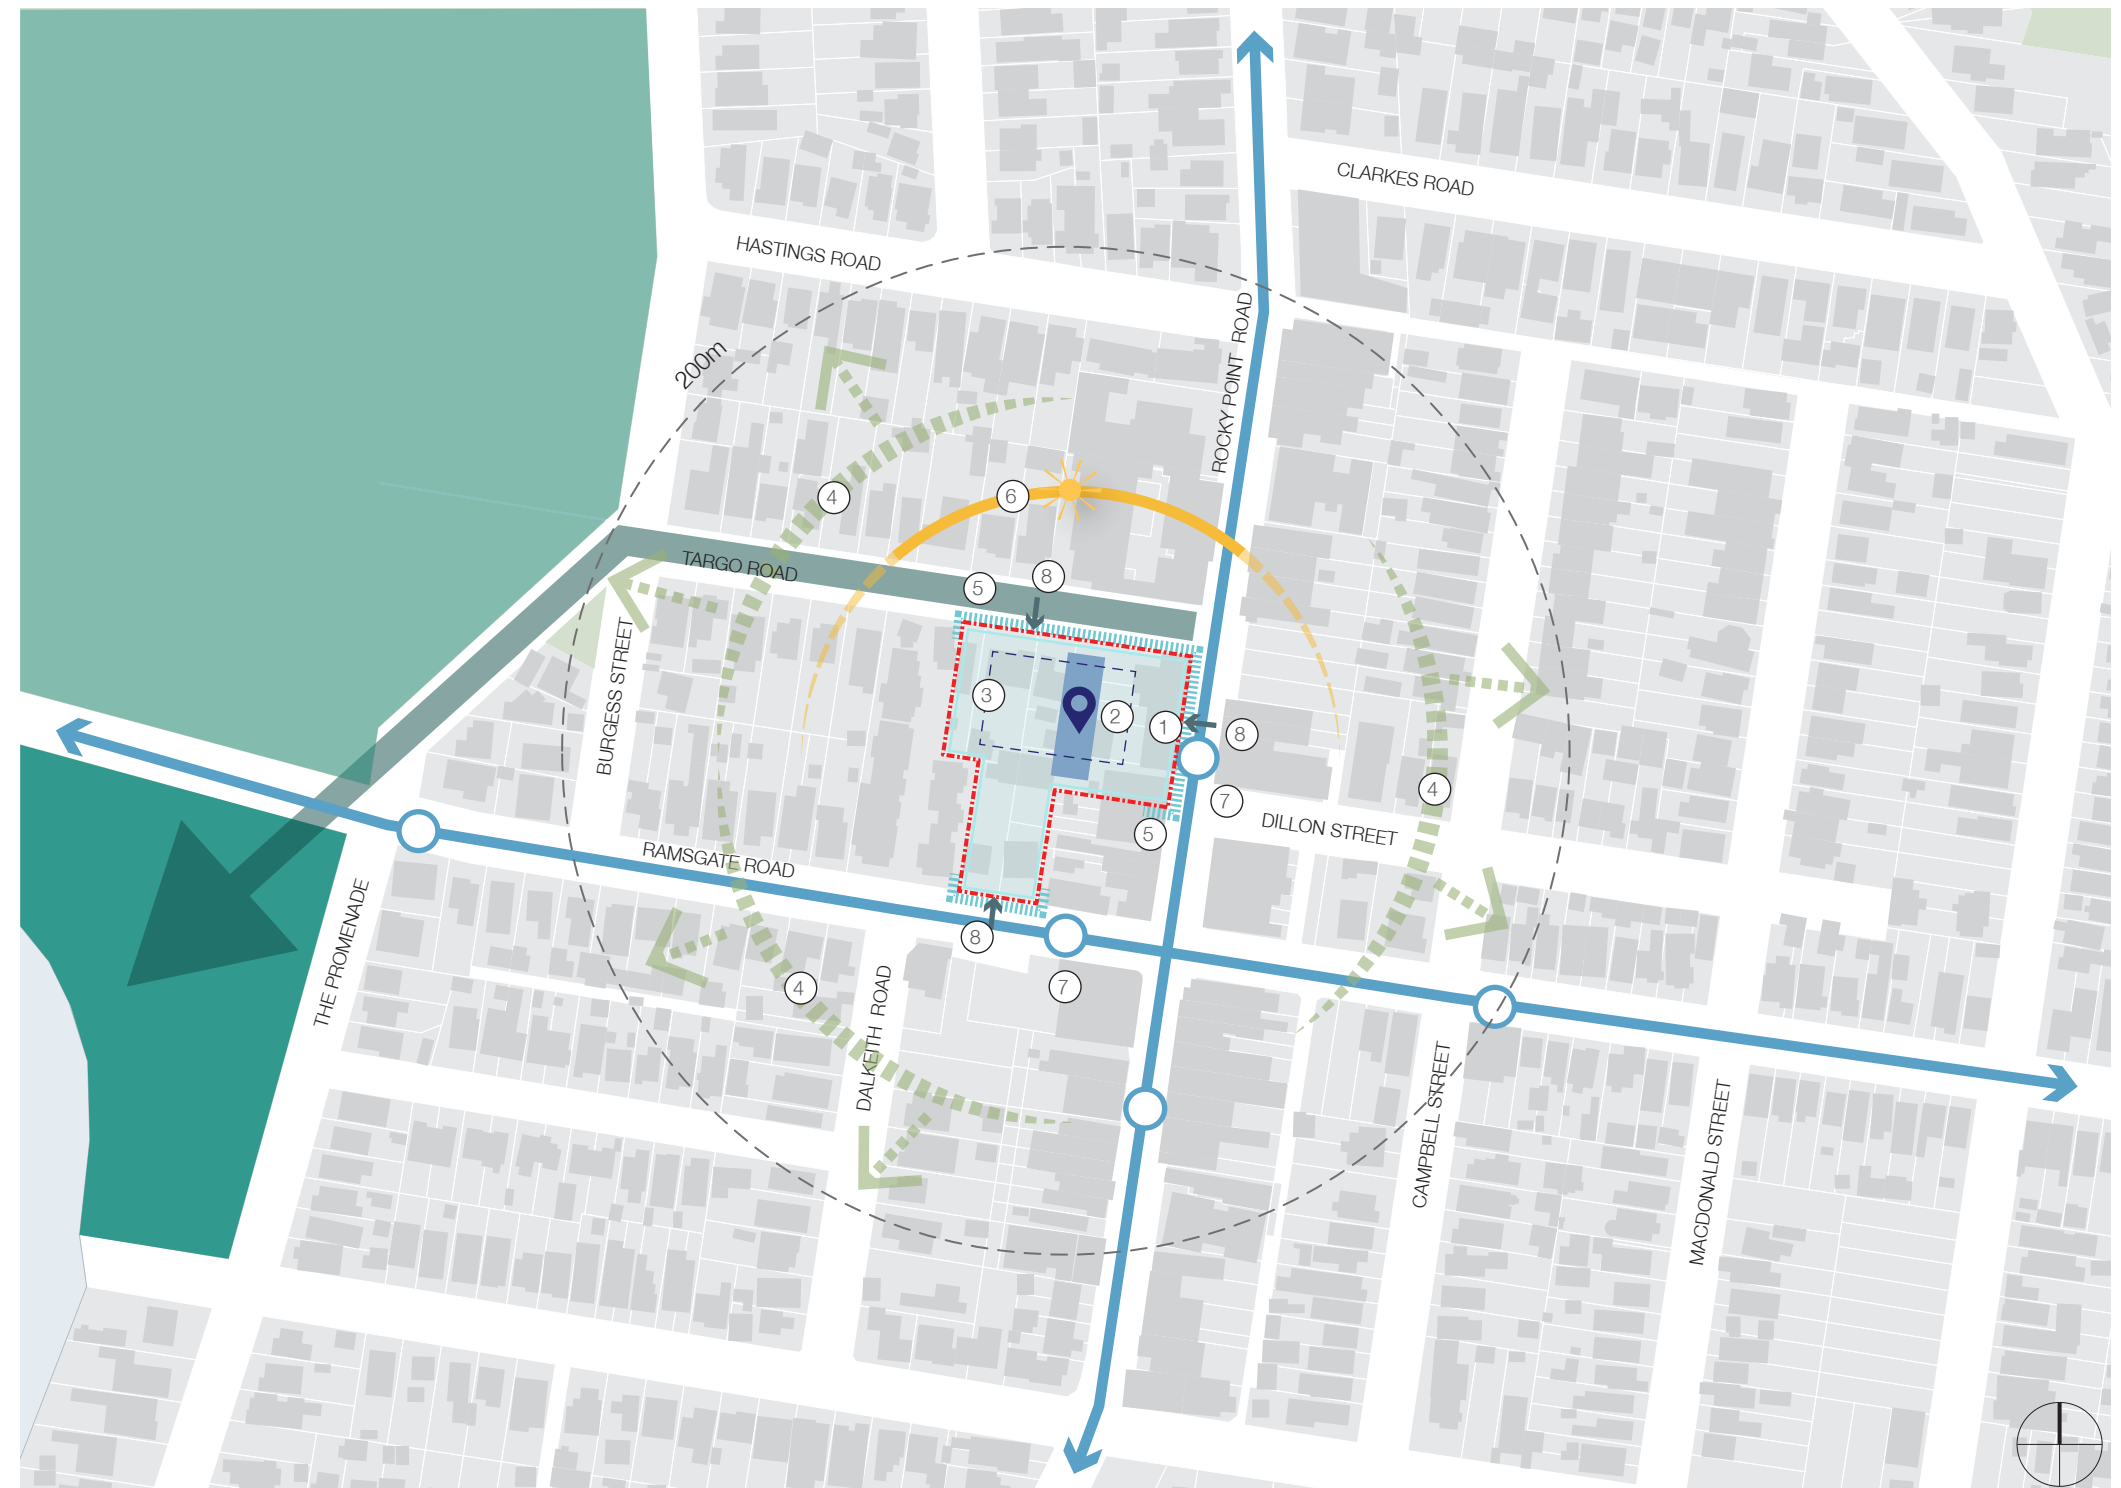 CLARKES ROAD
HASTINGS ROAD
ROCKY POINT ROAD
200m
4
6
TARGO ROAD
5
8
BURGESS STREET
3
2
1
8
7
4
5
DILLON STREET
RAMSGATE ROAD
THE PROMENADE
8
4
7
DALKEITH ROAD
CAMPBELL STREET
MACDONALD STREET